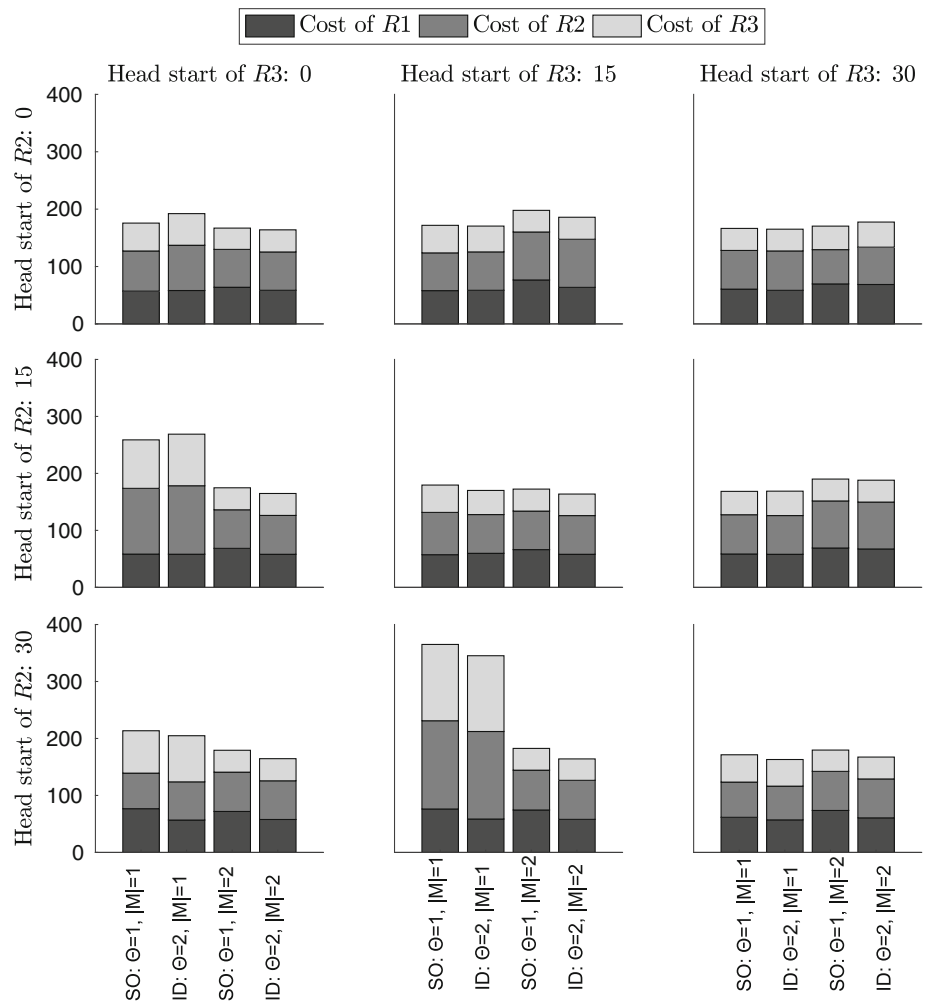 Cost of R1 Cost of R2 Cost of R3
Head start of R3: 0 Head start of R3: 15 Head start of R3: 30
Head start of R2: 0
400
300
200
100
0
Head start of R2: 15
400
300
200
100
0
Head start of R2: 30
400
300
200
100
0
SO: Θ=1, |M|=1
ID: Θ=2, |M|=1
SO: Θ=1, |M|=2
ID: Θ=2, |M|=2
SO: Θ=1, |M|=1
ID: Θ=2, |M|=1
SO: Θ=1, |M|=2
ID: Θ=2, |M|=2
SO: Θ=1, |M|=1
ID: Θ=2, |M|=1
SO: Θ=1, |M|=2
ID: Θ=2, |M|=2